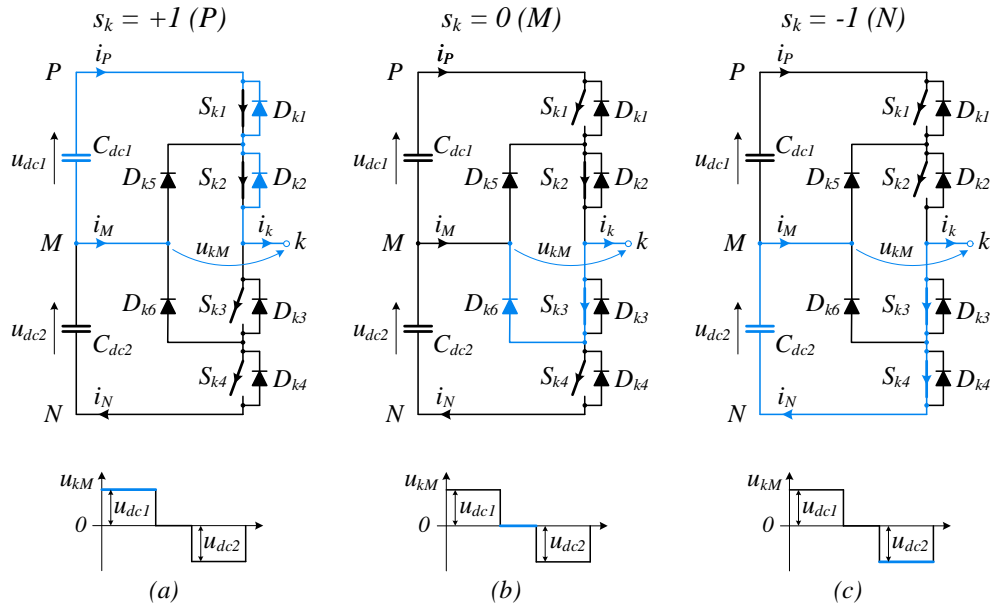 s_k = +1 (P)
s_k = 0 (M)
s_k = -1 (N)
P
i_P
S_k1
D_k1
u_dc1
C_dc1
D_k5
S_k2
D_k2
M
i_M
i_k
k
u_kM
D_k6
S_k3
D_k3
u_dc2
C_dc2
S_k4
D_k4
N
i_N
P
i_P
S_k1
D_k1
u_dc1
C_dc1
D_k5
S_k2
D_k2
M
i_M
i_k
k
u_kM
D_k6
S_k3
D_k3
u_dc2
C_dc2
S_k4
D_k4
N
i_N
P
i_P
S_k1
D_k1
u_dc1
C_dc1
D_k5
S_k2
D_k2
M
i_M
i_k
k
u_kM
D_k6
S_k3
D_k3
u_dc2
C_dc2
S_k4
D_k4
N
i_N
u_kM
u_dc1
0
u_dc2
(a)
u_kM
u_dc1
0
u_dc2
(b)
u_kM
u_dc1
0
u_dc2
(c)